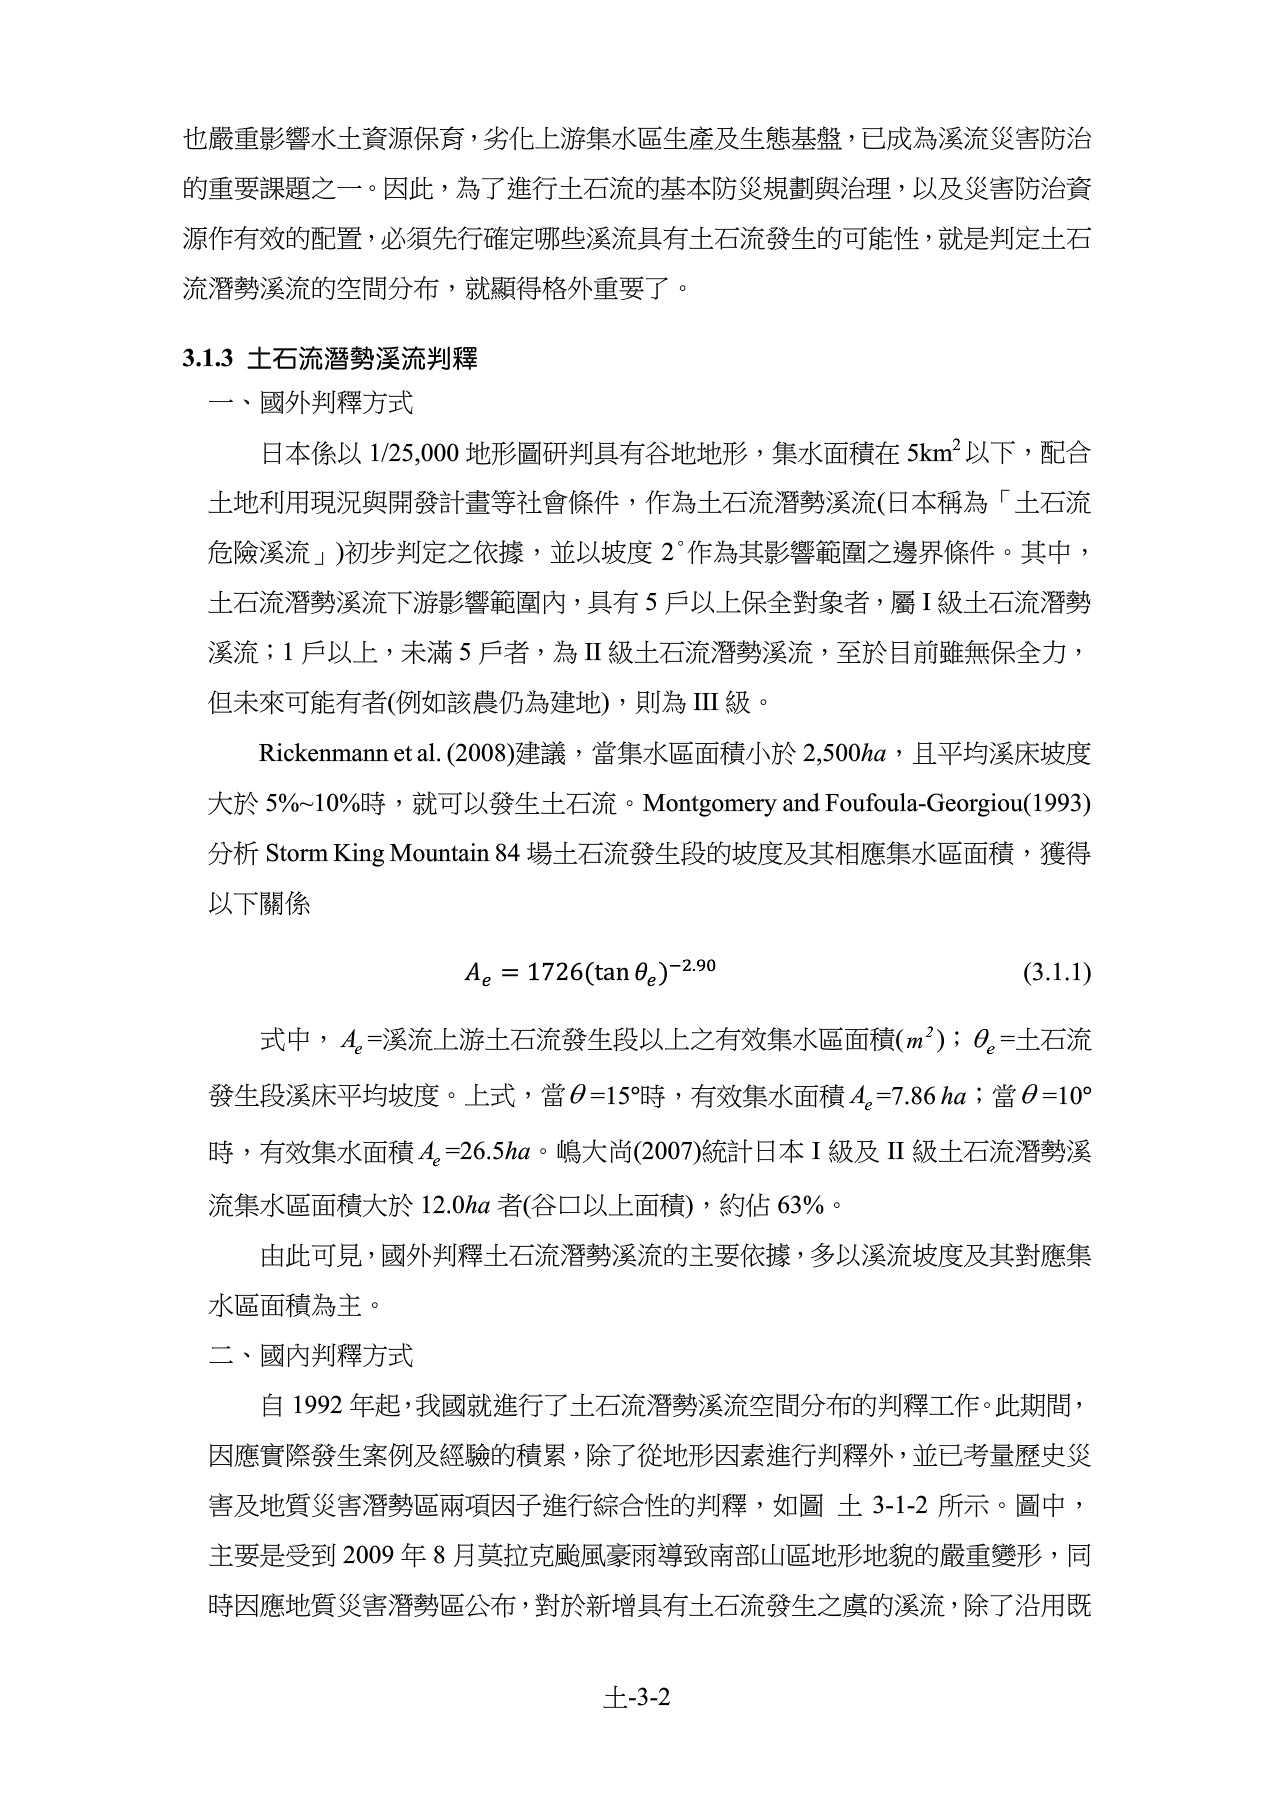 也嚴重影響水土資源保育，劣化上游集水區生產及生態基盤，已成為溪流災害防治
的重要課題之一。因此，為了進行土石流的基本防災規劃與治理，以及災害防治資
源作有效的配置，必須先行確定哪些溪流具有土石流發生的可能性，就是判定土石
流潛勢溪流的空間分布，就顯得格外重要了。
3.1.3 土石流潛勢溪流判釋
一、國外判釋方式
日本係以 1/25,000 地形圖研判具有谷地地形，集水面積在 5km²以下，配合
土地利用現況與開發計畫等社會條件，作為土石流潛勢溪流(日本稱為「土石流
危險溪流」)初步判定之依據，並以坡度 2˚作為其影響範圍之邊界條件。其中，
土石流潛勢溪流下游影響範圍內，具有 5 戶以上保全對象者，屬 I 級土石流潛勢
溪流；1 戶以上，未滿 5 戶者，為 II 級土石流潛勢溪流，至於目前雖無保全力，
但未來可能有者(例如該農仍為建地)，則為 III 級。
Rickenmann et al. (2008)建議，當集水區面積小於 2,500ha，且平均溪床坡度
大於 5%~10%時，就可以發生土石流。Montgomery and Foufoula-Georgiou(1993)
分析 Storm King Mountain 84 場土石流發生段的坡度及其相應集水區面積，獲得
以下關係
Aₑ = 1726(tan θₑ)⁻²·⁹⁰ (3.1.1)
式中，Aₑ=溪流上游土石流發生段以上之有效集水區面積(m²)；θₑ=土石流
發生段溪床平均坡度。上式，當θ=15°時，有效集水面積 Aₑ=7.86 ha；當θ=10°
時，有效集水面積 Aₑ=26.5ha。嶋大尚(2007)統計日本 I 級及 II 級土石流潛勢溪
流集水區面積大於 12.0ha 者(谷口以上面積)，約佔 63%。
由此可見，國外判釋土石流潛勢溪流的主要依據，多以溪流坡度及其對應集
水區面積為主。
二、國內判釋方式
自 1992 年起，我國就進行了土石流潛勢溪流空間分布的判釋工作。此期間，
因應實際發生案例及經驗的積累，除了從地形因素進行判釋外，並已考量歷史災
害及地質災害潛勢區兩項因子進行綜合性的判釋，如圖 土 3-1-2 所示。圖中，
主要是受到 2009 年 8 月莫拉克颱風豪雨導致南部山區地形地貌的嚴重變形，同
時因應地質災害潛勢區公布，對於新增具有土石流發生之虞的溪流，除了沿用既
土-3-2